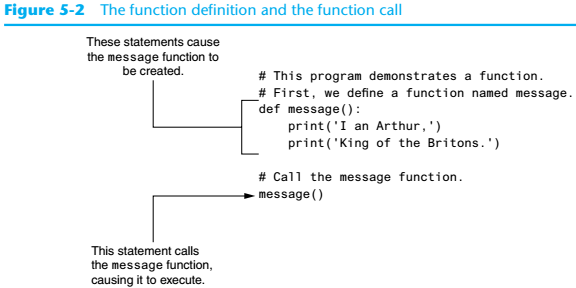 Figure 5-2 The function definition and the function call
These statements cause
the message function to
be created.
# This program demonstrates a function.
# First, we define a function named message.
def message():
    print('I an Arthur,')
    print('King of the Britons.')
# Call the message function.
message()
This statement calls
the message function,
causing it to execute.